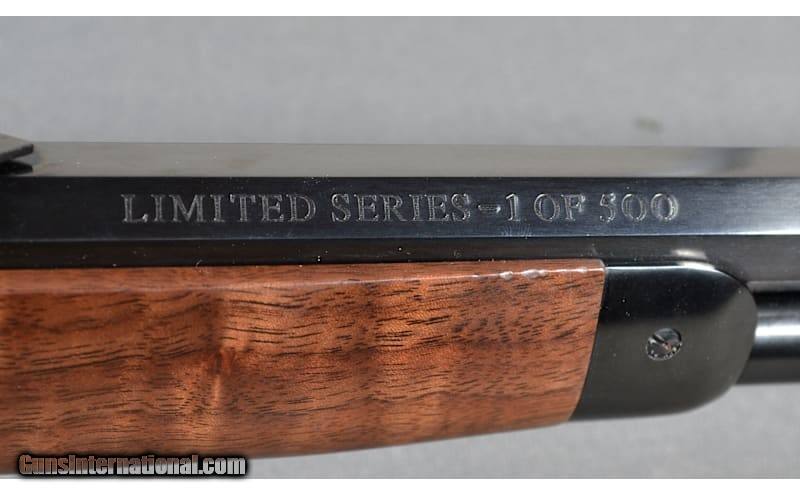 LIMITED SERIES - 1 OF 500
GunsInternational.com